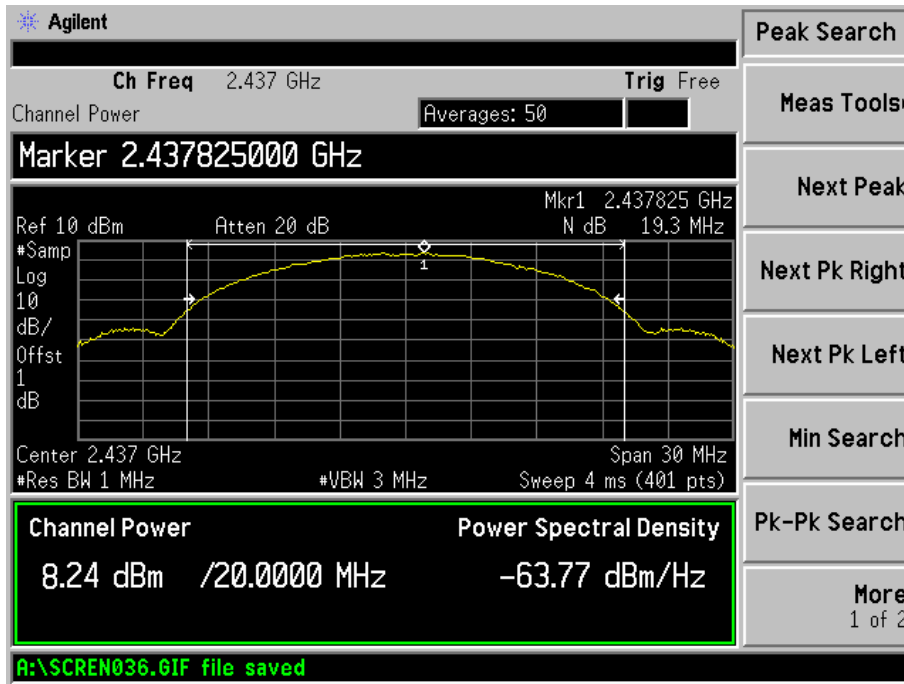 Agilent
Peak Search
Ch Freq 2.437 GHz Trig Free
Channel Power Averages: 50
Meas Tools
Marker 2.437825000 GHz
Next Peak
Mkr1 2.437825 GHz
Ref 10 dBm Atten 20 dB N dB 19.3 MHz
#Samp
Log
10
dB/
Offst
1
dB
1
Next Pk Right
Next Pk Left
Min Search
Center 2.437 GHz Span 30 MHz
#Res BW 1 MHz #VBW 3 MHz Sweep 4 ms (401 pts)
Channel Power Power Spectral Density
8.24 dBm /20.0000 MHz -63.77 dBm/Hz
Pk-Pk Search
More
1 of 2
A:\SCREN036.GIF file saved